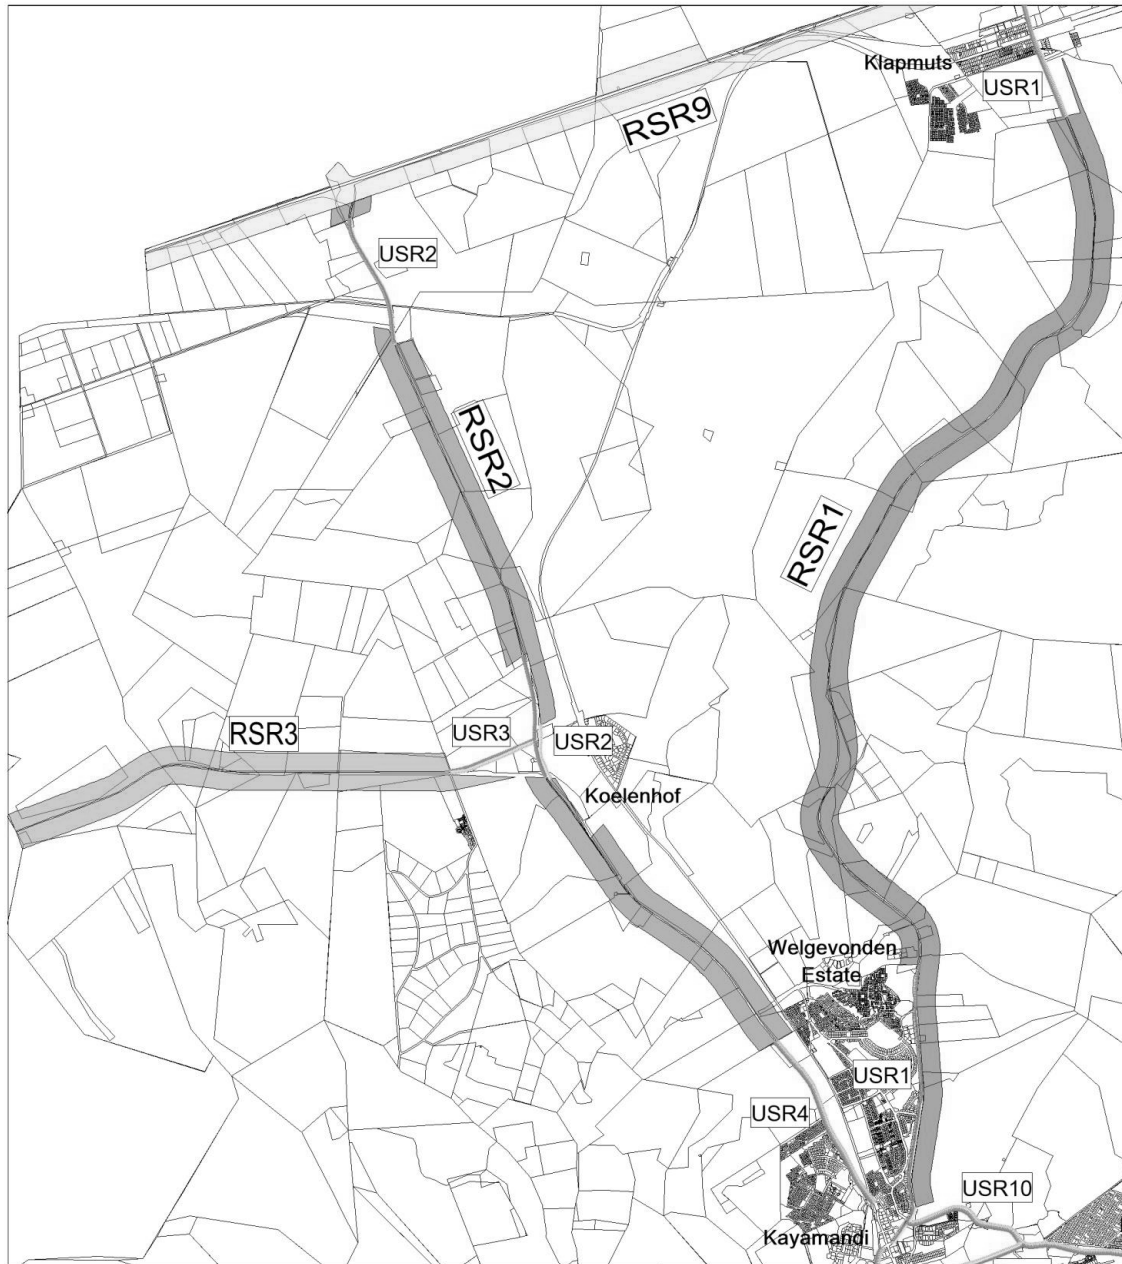 Klapmuts
USR1
RSR9
USR2
RSR2
RSR1
RSR3
USR3
USR2
Koelenhof
Welgevonden
Estate
USR1
USR4
USR10
Kayamandi